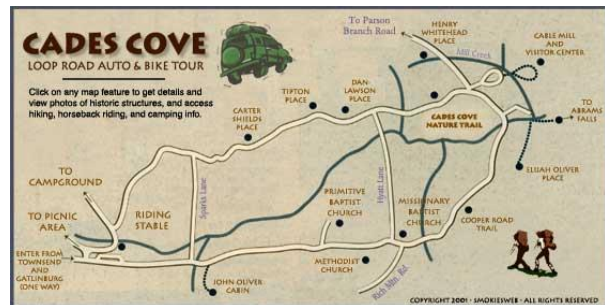 CADES COVE
LOOP ROAD AUTO & BIKE TOUR
Click on any map feature to get details and
view photos of historic structures, and access
hiking, horseback riding, and camping info.
To Parson
Branch Road
HENRY
WHITEHEAD
PLACE
Mill Creek
CABLE MILL
AND
VISITOR CENTER
TIPTON
PLACE
DAN
LAWSON
PLACE
CARTER
SHIELDS
PLACE
CADES COVE
NATURE TRAIL
TO
ABRAMS
FALLS
ELIJAH OLIVER
PLACE
TO
CAMPGROUND
TO PICNIC
AREA
RIDING
STABLE
Sparks Lane
Hyatt Lane
PRIMITIVE
BAPTIST
CHURCH
MISSIONARY
BAPTIST
CHURCH
COOPER ROAD
TRAIL
ENTER FROM
TOWNSEND
AND
GATLINBURG
(ONE WAY)
JOHN OLIVER
CABIN
METHODIST
CHURCH
Rich Mtn. Rd.
COPYRIGHT 2001 - SMOKIESWEB - ALL RIGHTS RESERVED